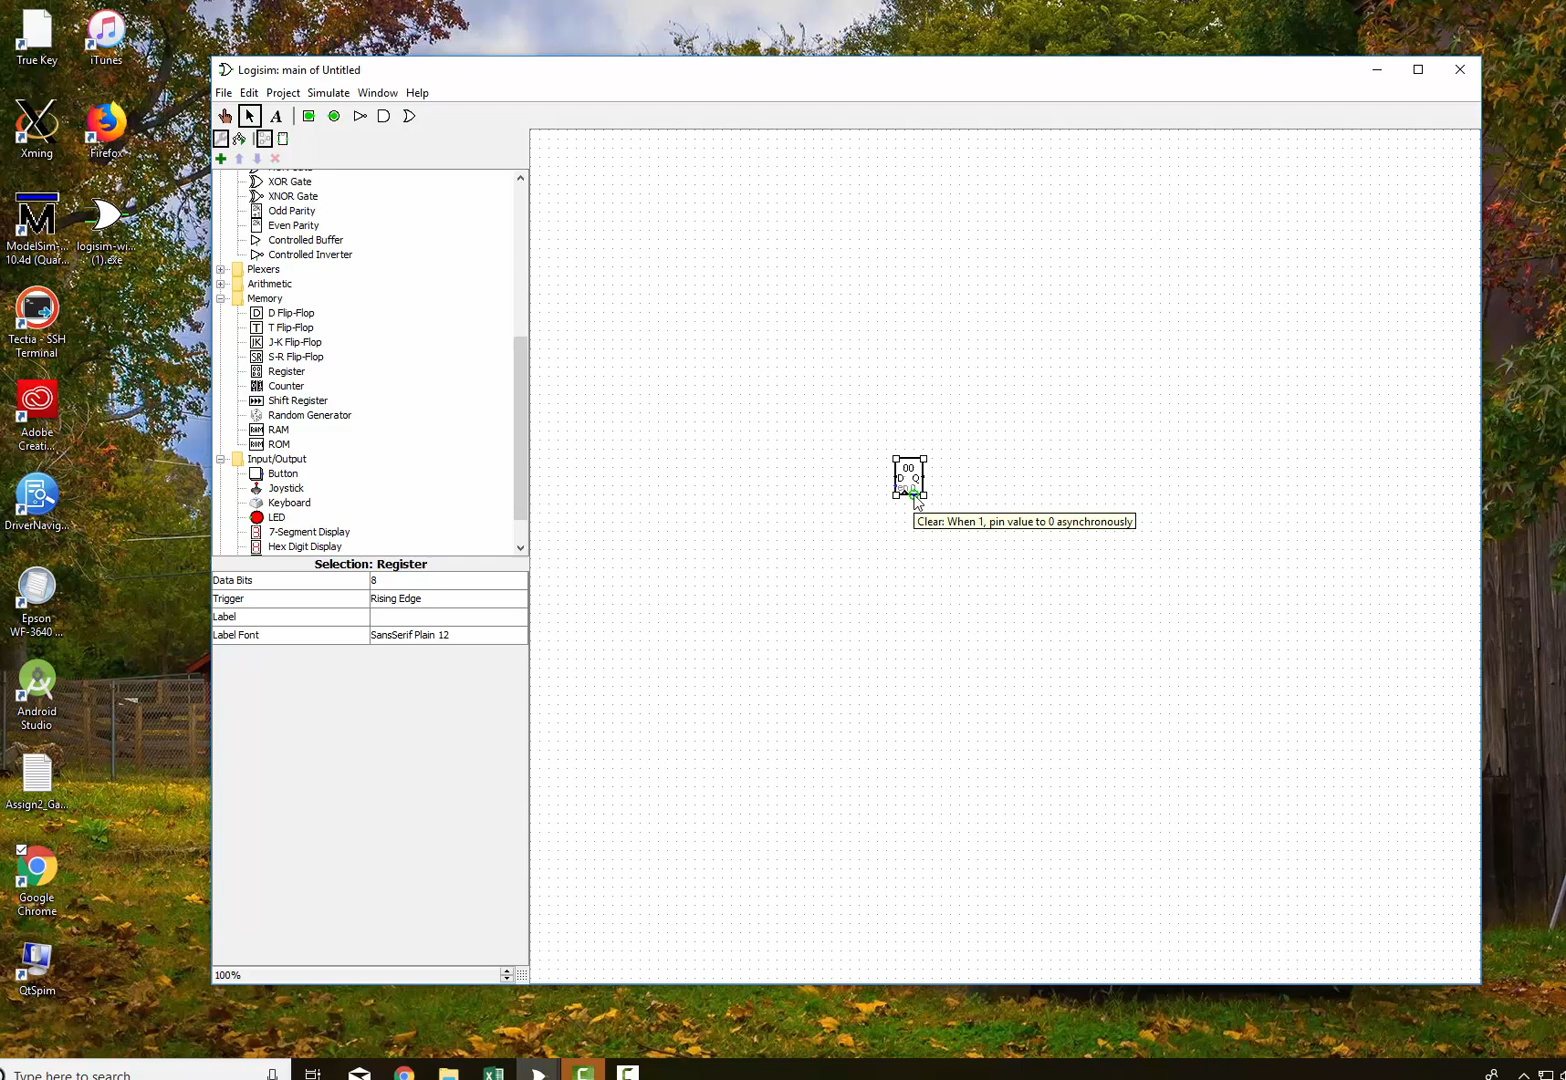 True Key
iTunes
Xming
Firefox
ModelSim-...
10.4d (Quar...
logisim-wi...
(1).exe
Tectia - SSH
Terminal
Adobe
Creati...
DriverNavig...
Epson
WF-3640 ...
Android
Studio
Assign2_Ga...
Google
Chrome
QtSpim
Logisim: main of Untitled
File Edit Project Simulate Window Help
A
XOR Gate
XNOR Gate
Odd Parity
Even Parity
Controlled Buffer
Controlled Inverter
Plexers
Arithmetic
Memory
D Flip-Flop
T Flip-Flop
J-K Flip-Flop
S-R Flip-Flop
Register
Counter
Shift Register
Random Generator
RAM
ROM
Input/Output
Button
Joystick
Keyboard
LED
7-Segment Display
Hex Digit Display
Selection: Register
Data Bits 8
Trigger Rising Edge
Label
Label Font SansSerif Plain 12
100%
00
D Q
en 0
Clear: When 1, pin value to 0 asynchronously
Type here to search